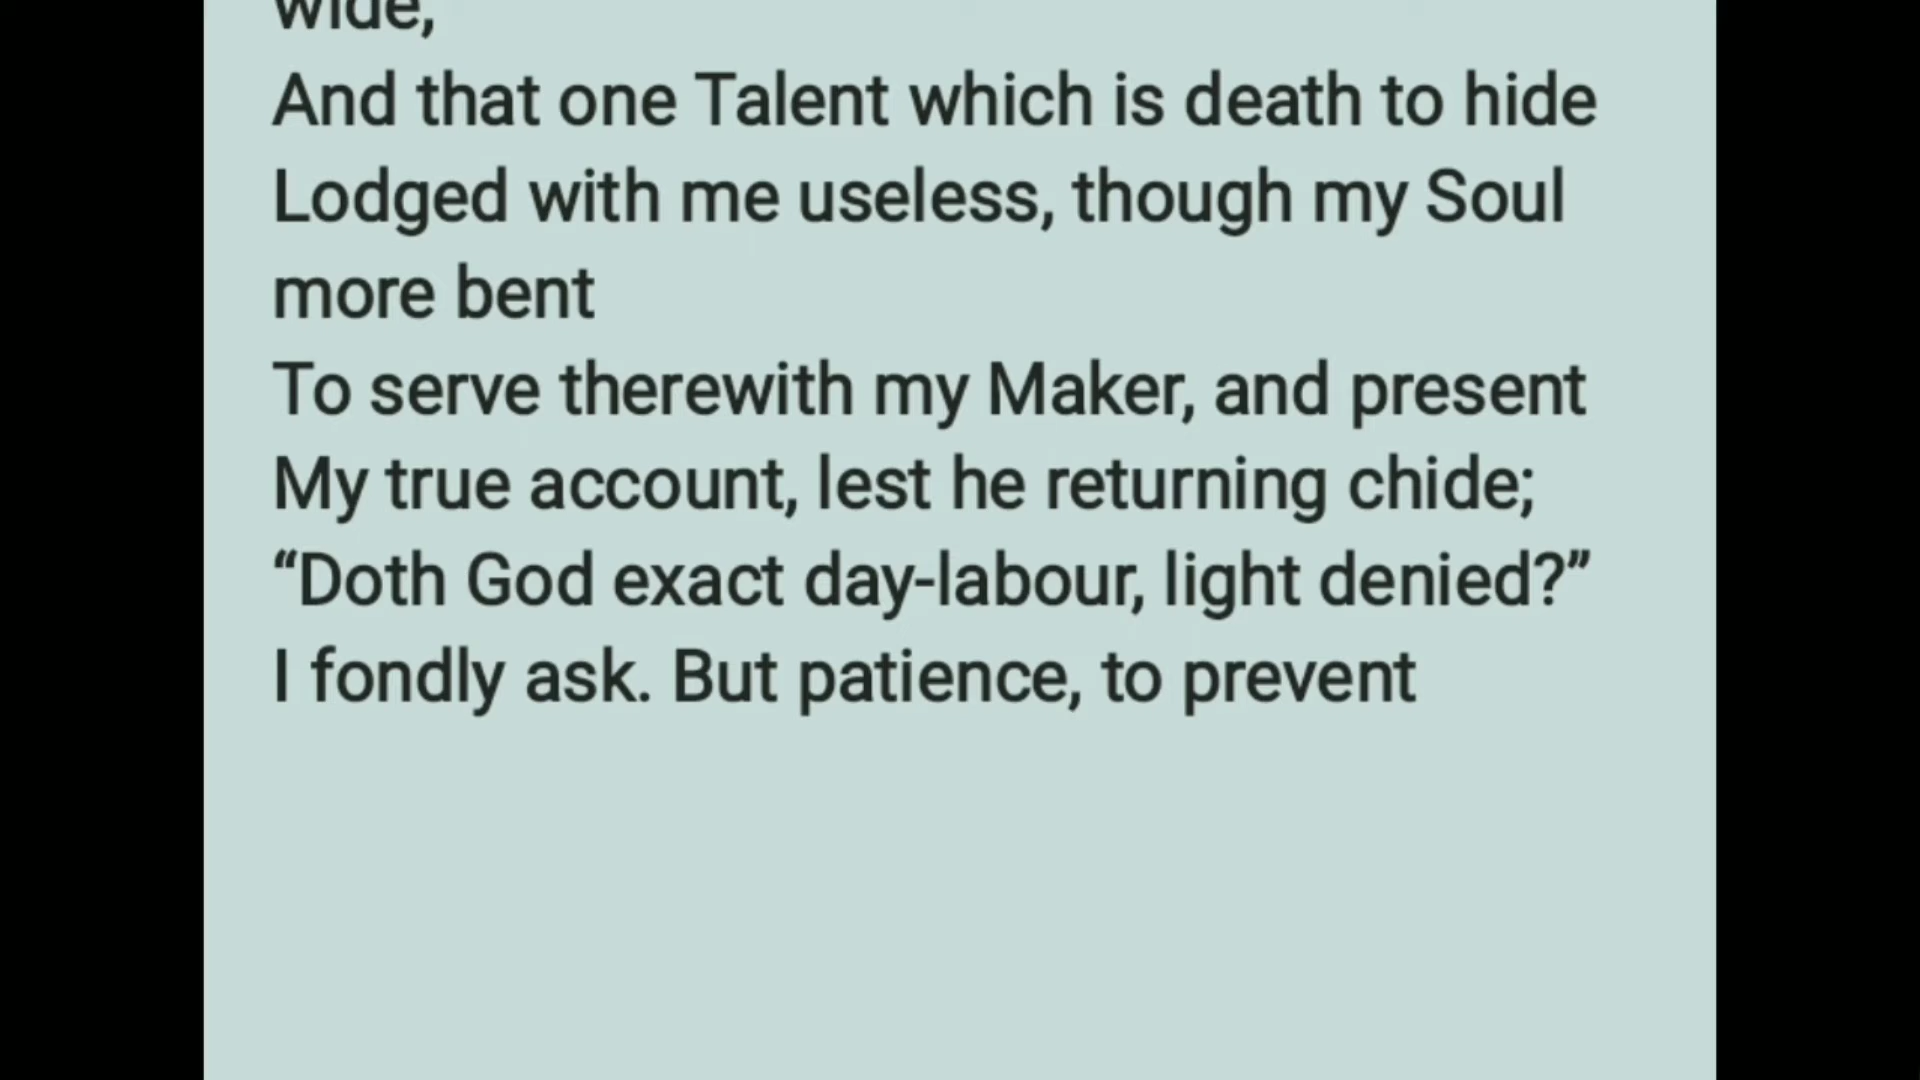 wide,
And that one Talent which is death to hide
Lodged with me useless, though my Soul
more bent
To serve therewith my Maker, and present
My true account, lest he returning chide;
“Doth God exact day-labour, light denied?”
I fondly ask. But patience, to prevent